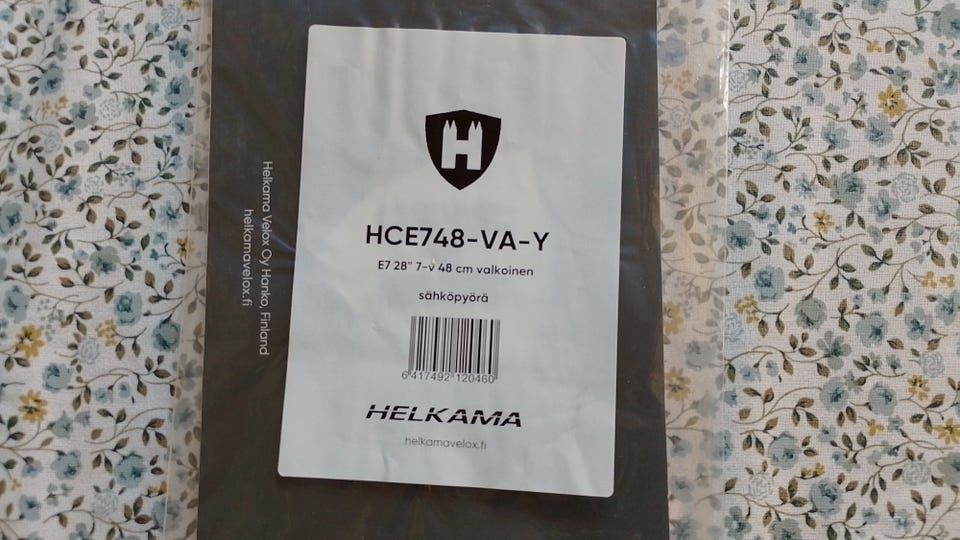 Helkama Velox Oy Hanko, Finland
helkamavelox.fi
H
HCE748-VA-Y
E7 28" 7-v 48 cm valkoinen
sähköpyörä
6 417492 120460
HELKAMA
helkamavelox.fi